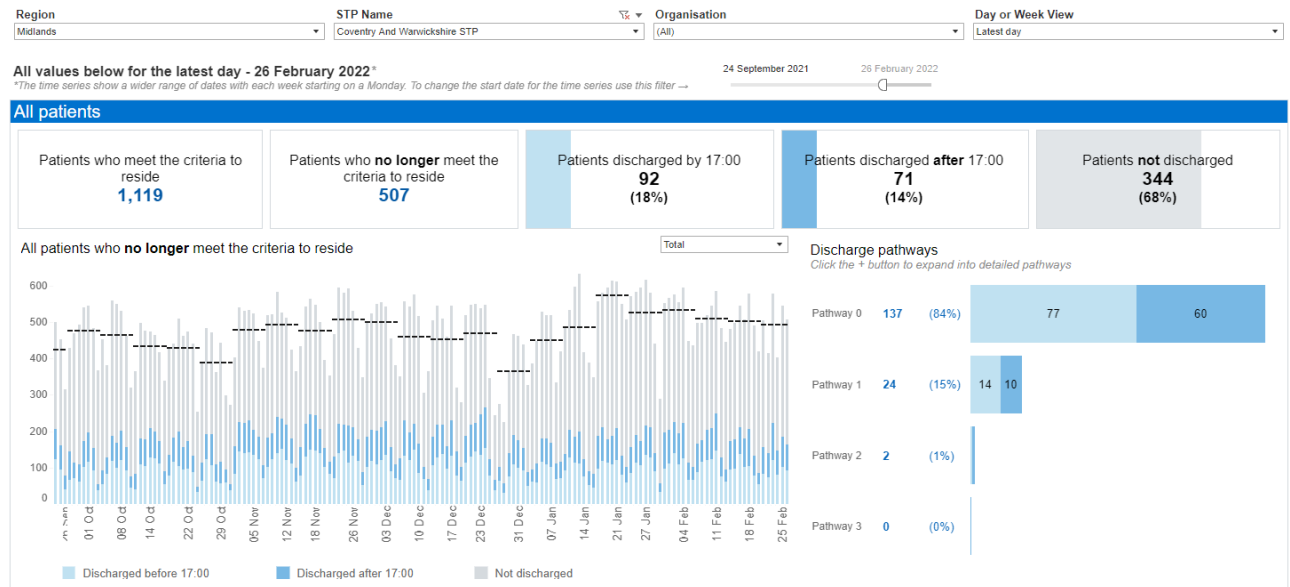 Region
STP Name
Organisation
Day or Week View
Midlands
Coventry And Warwickshire STP
(All)
Latest day
All values below for the latest day - 26 February 2022*
*The time series show a wider range of dates with each week starting on a Monday. To change the start date for the time series use this filter →
24 September 2021
26 February 2022
All patients
Patients who meet the criteria to
reside
1,119
Patients who no longer meet the
criteria to reside
507
Patients discharged by 17:00
92
(18%)
Patients discharged after 17:00
71
(14%)
Patients not discharged
344
(68%)
All patients who no longer meet the criteria to reside
Total
600
500
400
300
200
100
0
01 Oct
08 Oct
14 Oct
22 Oct
29 Oct
05 Nov
12 Nov
18 Nov
26 Nov
03 Dec
10 Dec
17 Dec
23 Dec
31 Dec
07 Jan
14 Jan
21 Jan
27 Jan
04 Feb
11 Feb
18 Feb
25 Feb
Discharged before 17:00
Discharged after 17:00
Not discharged
Discharge pathways
Click the + button to expand into detailed pathways
Pathway 0 137 (84%) 77 60
Pathway 1 24 (15%) 14 10
Pathway 2 2 (1%)
Pathway 3 0 (0%)